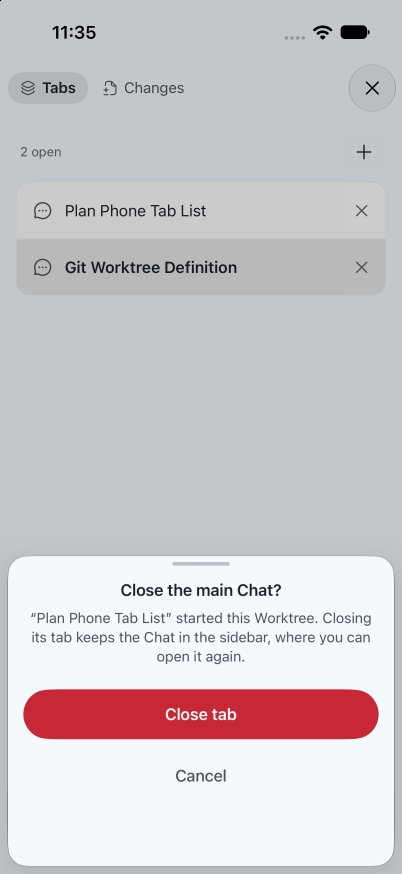 11:35
Tabs
Changes
2 open
Plan Phone Tab List
Git Worktree Definition
Close the main Chat?
“Plan Phone Tab List” started this Worktree. Closing
its tab keeps the Chat in the sidebar, where you can
open it again.
Close tab
Cancel